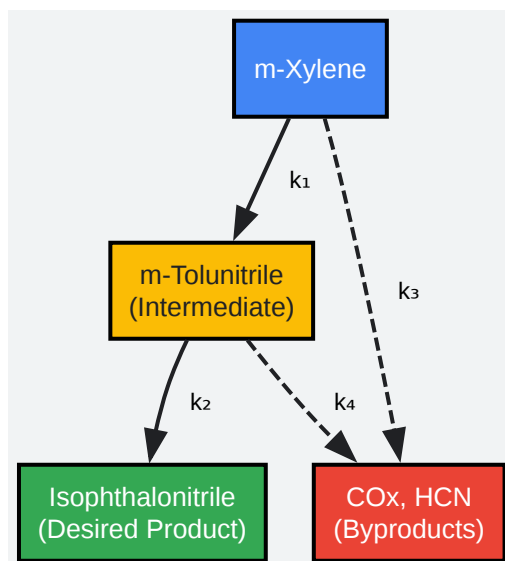 m-Xylene
k₁
m-Tolunitrile
(Intermediate)
k₃
k₂
k₄
Isophthalonitrile
(Desired Product)
COx, HCN
(Byproducts)